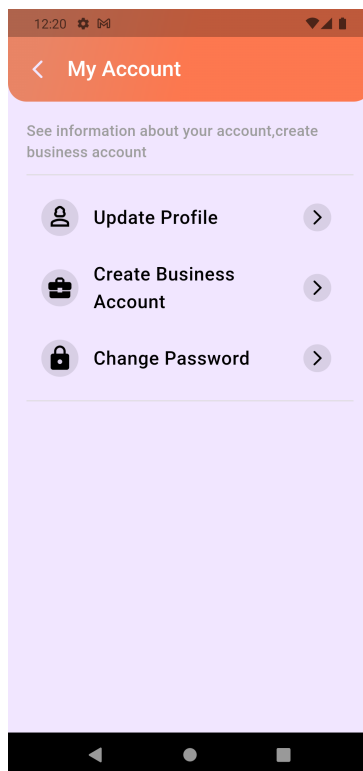 12:20
My Account
See information about your account,create
business account
Update Profile
Create Business
Account
Change Password